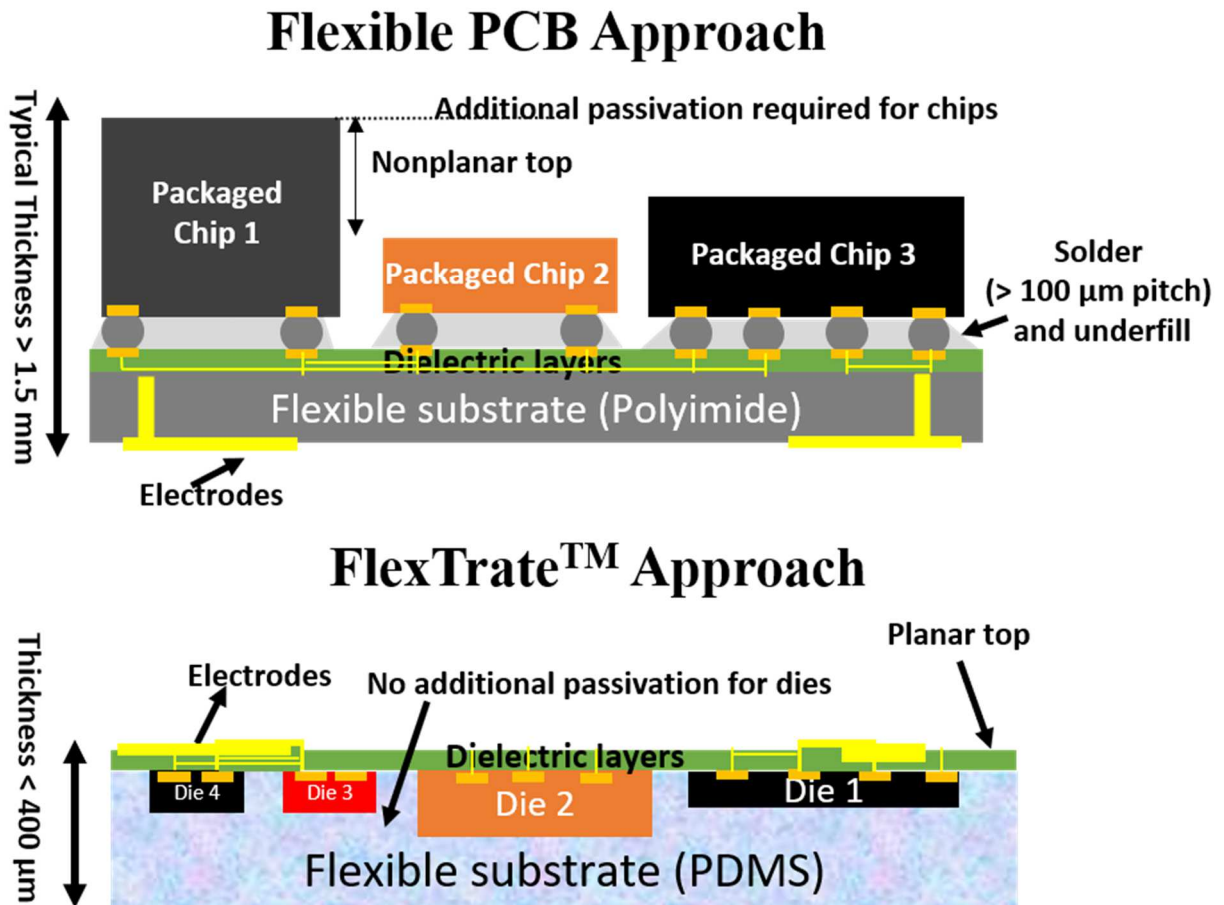 Flexible PCB Approach
Typical Thickness > 1.5 mm
Additional passivation required for chips
Nonplanar top
Packaged
Chip 1
Packaged Chip 2
Packaged Chip 3
Solder
(> 100 µm pitch)
and underfill
Dielectric layers
Flexible substrate (Polyimide)
Electrodes
FlexTrate™ Approach
Thickness < 400 µm
Planar top
Electrodes
No additional passivation for dies
Dielectric layers
Die 4
Die 3
Die 2
Die 1
Flexible substrate (PDMS)